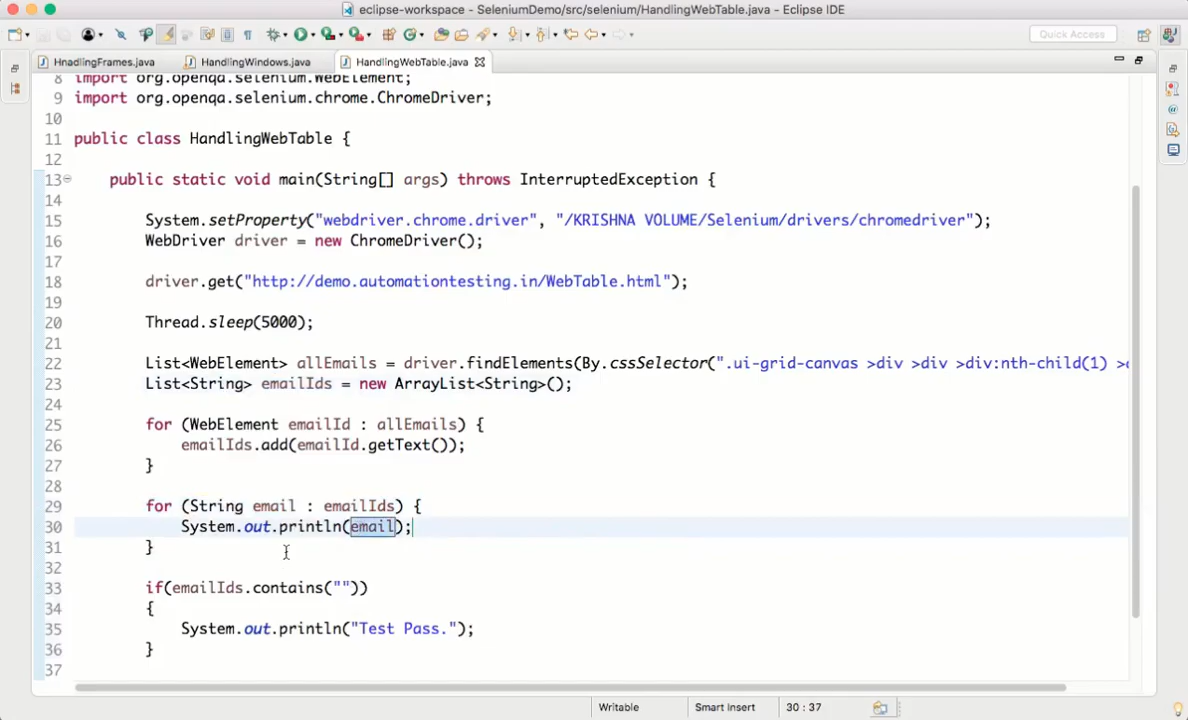 eclipse-workspace - SeleniumDemo/src/selenium/HandlingWebTable.java - Eclipse IDE
Quick Access
HnadlingFrames.java HandlingWindows.java HandlingWebTable.java
8 import org.openqa.selenium.WebElement;
9 import org.openqa.selenium.chrome.ChromeDriver;
10
11 public class HandlingWebTable {
12
13 public static void main(String[] args) throws InterruptedException {
14
15 System.setProperty("webdriver.chrome.driver", "/KRISHNA VOLUME/Selenium/drivers/chromedriver");
16 WebDriver driver = new ChromeDriver();
17
18 driver.get("http://demo.automationtesting.in/WebTable.html");
19
20 Thread.sleep(5000);
21
22 List<WebElement> allEmails = driver.findElements(By.cssSelector(".ui-grid-canvas >div >div >div:nth-child(1) >
23 List<String> emailIds = new ArrayList<String>();
24
25 for (WebElement emailId : allEmails) {
26 emailIds.add(emailId.getText());
27 }
28
29 for (String email : emailIds) {
30 System.out.println(email);
31 }
32
33 if(emailIds.contains(""))
34 {
35 System.out.println("Test Pass.");
36 }
37
Writable Smart Insert 30 : 37